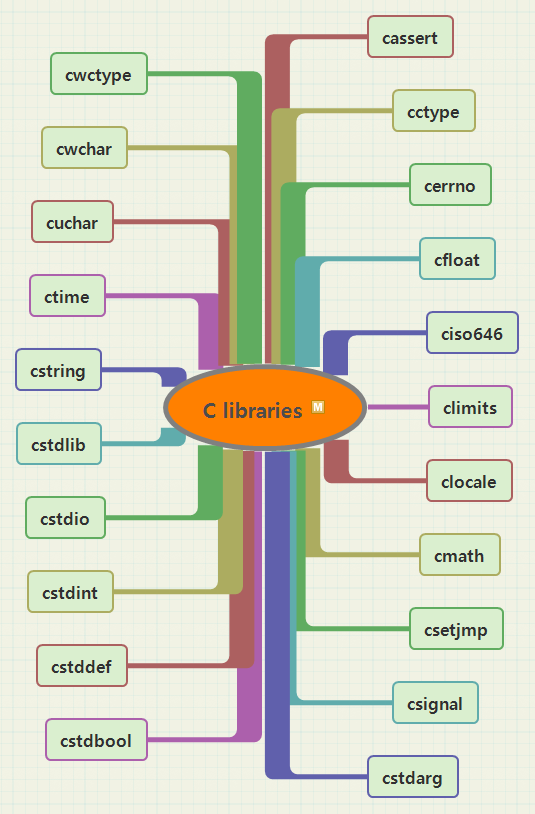 cassert
cwctype
cctype
cwchar
cerrno
cuchar
cfloat
ctime
ciso646
cstring
C libraries M
climits
cstdlib
clocale
cstdio
cmath
cstdint
csetjmp
cstddef
csignal
cstdbool
cstdarg